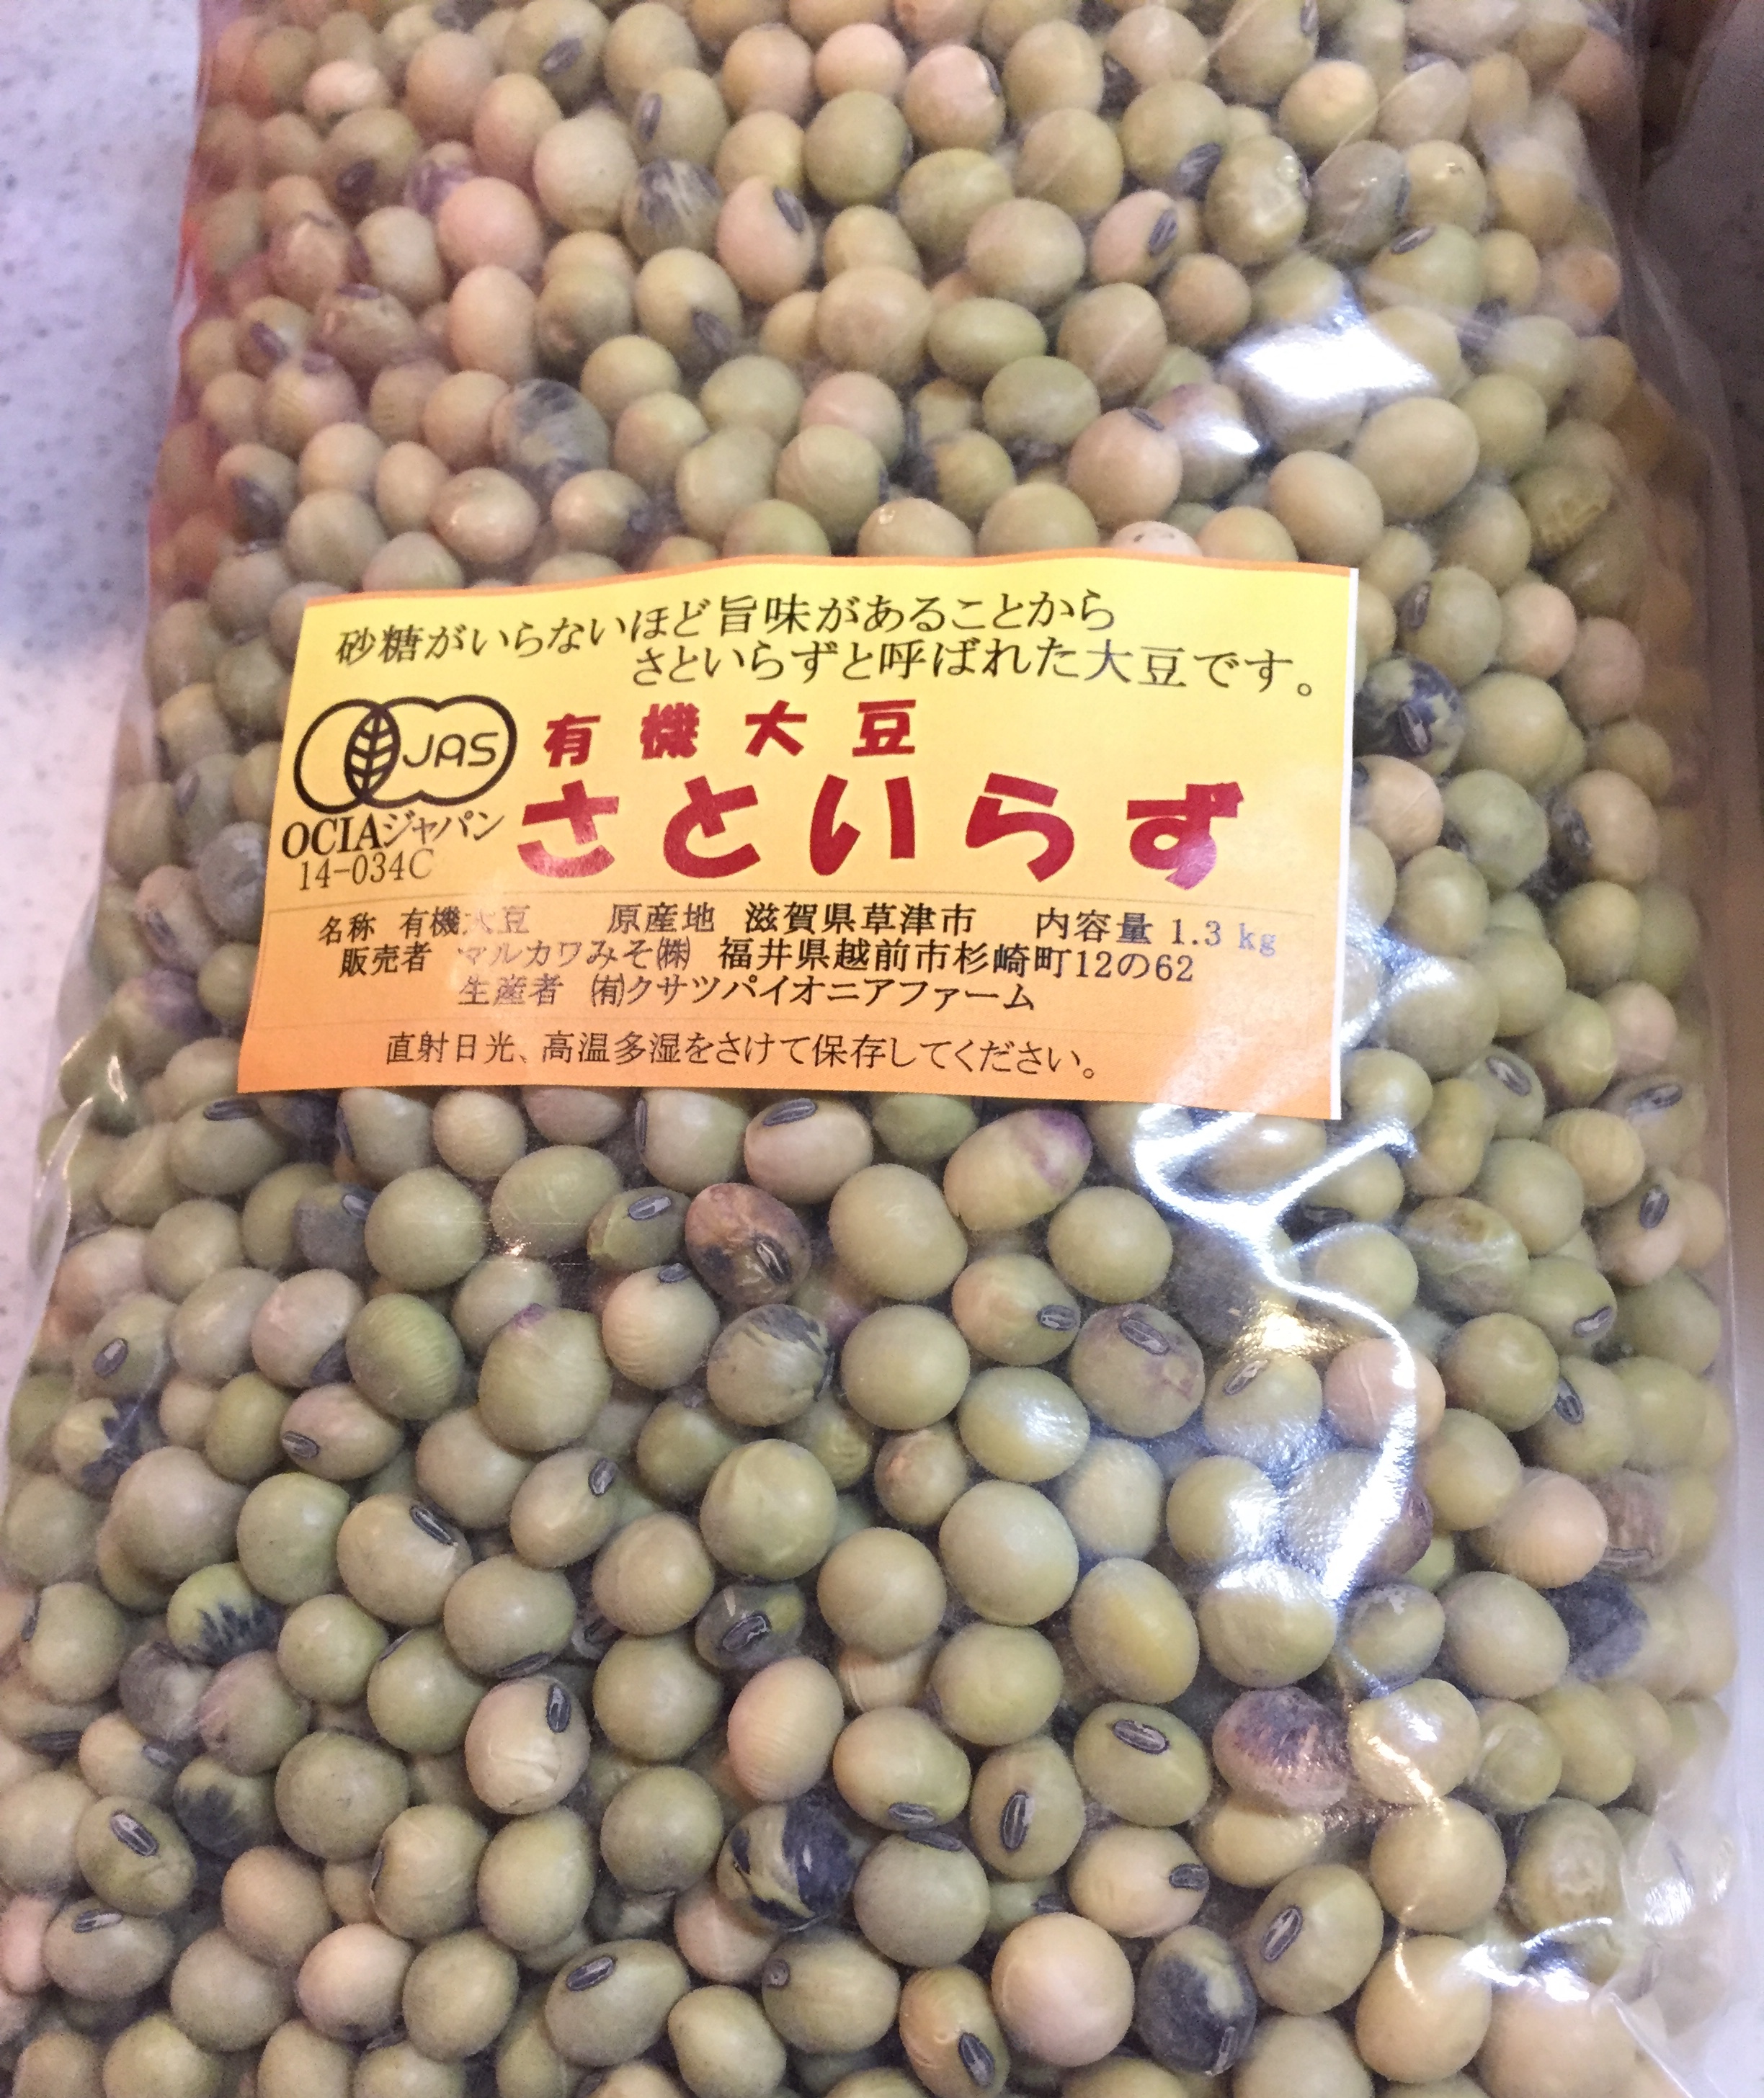 砂糖がいらないほど旨味があることから
さといらずと呼ばれた大豆です。
JAS
有機大豆
OCIAジャパン
さといらず
14-034C
名称 有機大豆 原産地 滋賀県草津市 内容量 1.3 kg
販売者 マルカワみそ㈱ 福井県越前市杉崎町12の62
生産者 ㈲クサツパイオニアファーム
直射日光、高温多湿をさけて保存してください。